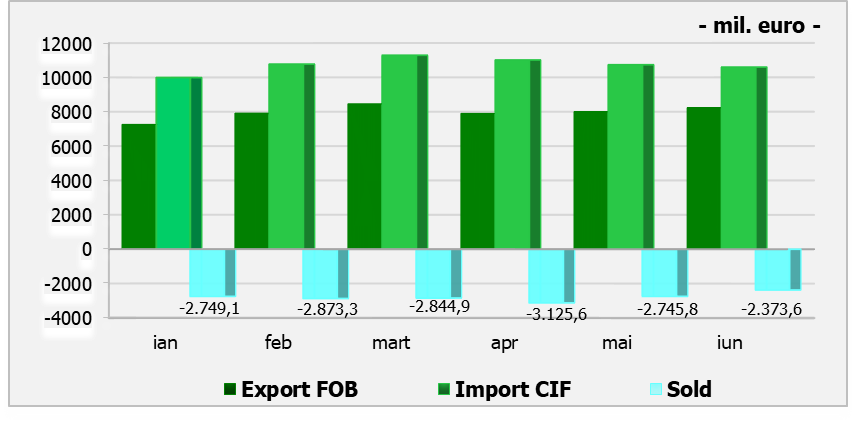 - mil. euro -
12000
10000
8000
6000
4000
2000
0
-2000
-4000
-2.749,1 -2.873,3 -2.844,9 -3.125,6 -2.745,8 -2.373,6
ian feb mart apr mai iun
Export FOB Import CIF Sold